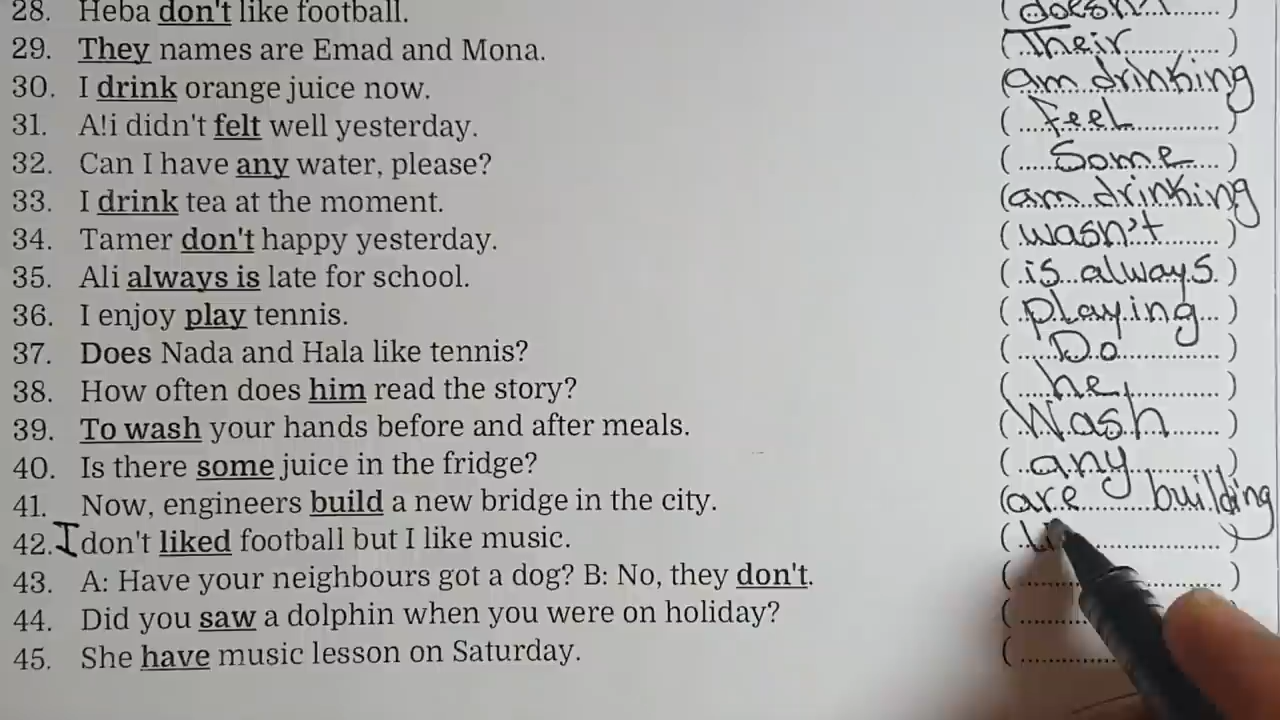 28. Heba don't like football. (doesn't)
29. They names are Emad and Mona. (Their)
30. I drink orange juice now. (am drinking
31. A!i didn't felt well yesterday. (Feel)
32. Can I have any water, please? (Some)
33. I drink tea at the moment. (am drinking
34. Tamer don't happy yesterday. (wasn't)
35. Ali always is late for school. (is always)
36. I enjoy play tennis. (playing)
37. Does Nada and Hala like tennis? (Do)
38. How often does him read the story? (he)
39. To wash your hands before and after meals. (Wash)
40. Is there some juice in the fridge? (any)
41. Now, engineers build a new bridge in the city. (are building
42. I don't liked football but I like music. (Li )
43. A: Have your neighbours got a dog? B: No, they don't. ( )
44. Did you saw a dolphin when you were on holiday? (
45. She have music lesson on Saturday. (